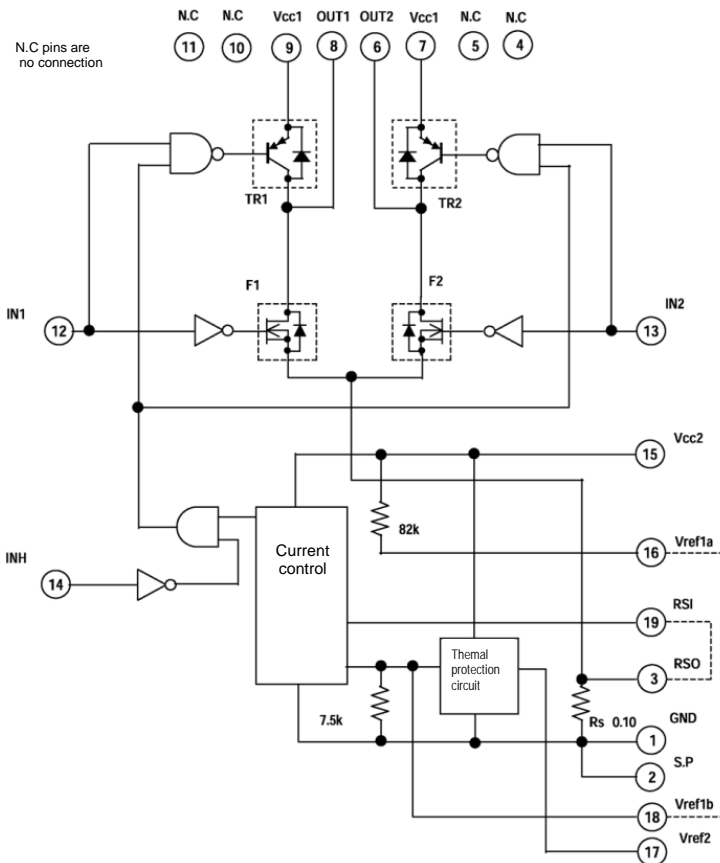 N.C N.C Vcc1 OUT1 OUT2 Vcc1 N.C N.C
11 10 9 8 6 7 5 4
N.C pins are
no connection
TR1 TR2
F1 F2
IN1 IN2
12 13
Vcc2
15
82k
Vref1a
16
INH
14
Current
control
RSI
19
Themal
protection
circuit
RSO
3
7.5k
Rs 0.10
GND
1
S.P
2
Vref1b
18
Vref2
17